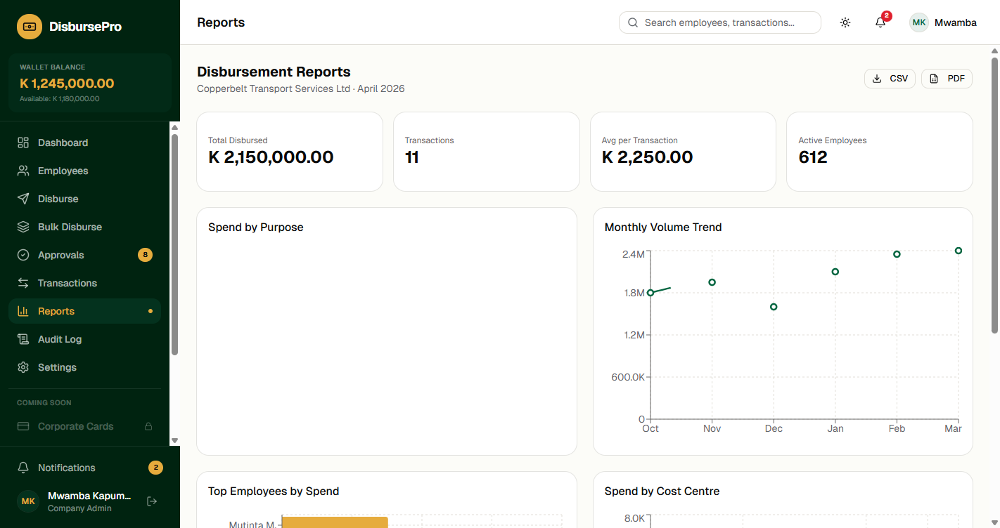 DisbursePro
WALLET BALANCE
K 1,245,000.00
Available: K 1,180,000.00
Dashboard
Employees
Disburse
Bulk Disburse
Approvals 8
Transactions
Reports
Audit Log
Settings
COMING SOON
Corporate Cards
Notifications 2
MK Mwamba Kapum...
Company Admin
Reports
Search employees, transactions...
2
MK Mwamba
Disbursement Reports
Copperbelt Transport Services Ltd · April 2026
CSV
PDF
Total Disbursed
K 2,150,000.00
Transactions
11
Avg per Transaction
K 2,250.00
Active Employees
612
Spend by Purpose
Monthly Volume Trend
2.4M
1.8M
1.2M
600.0K
0
Oct Nov Dec Jan Feb Mar
Top Employees by Spend
Mutinta M.
Spend by Cost Centre
8.0K